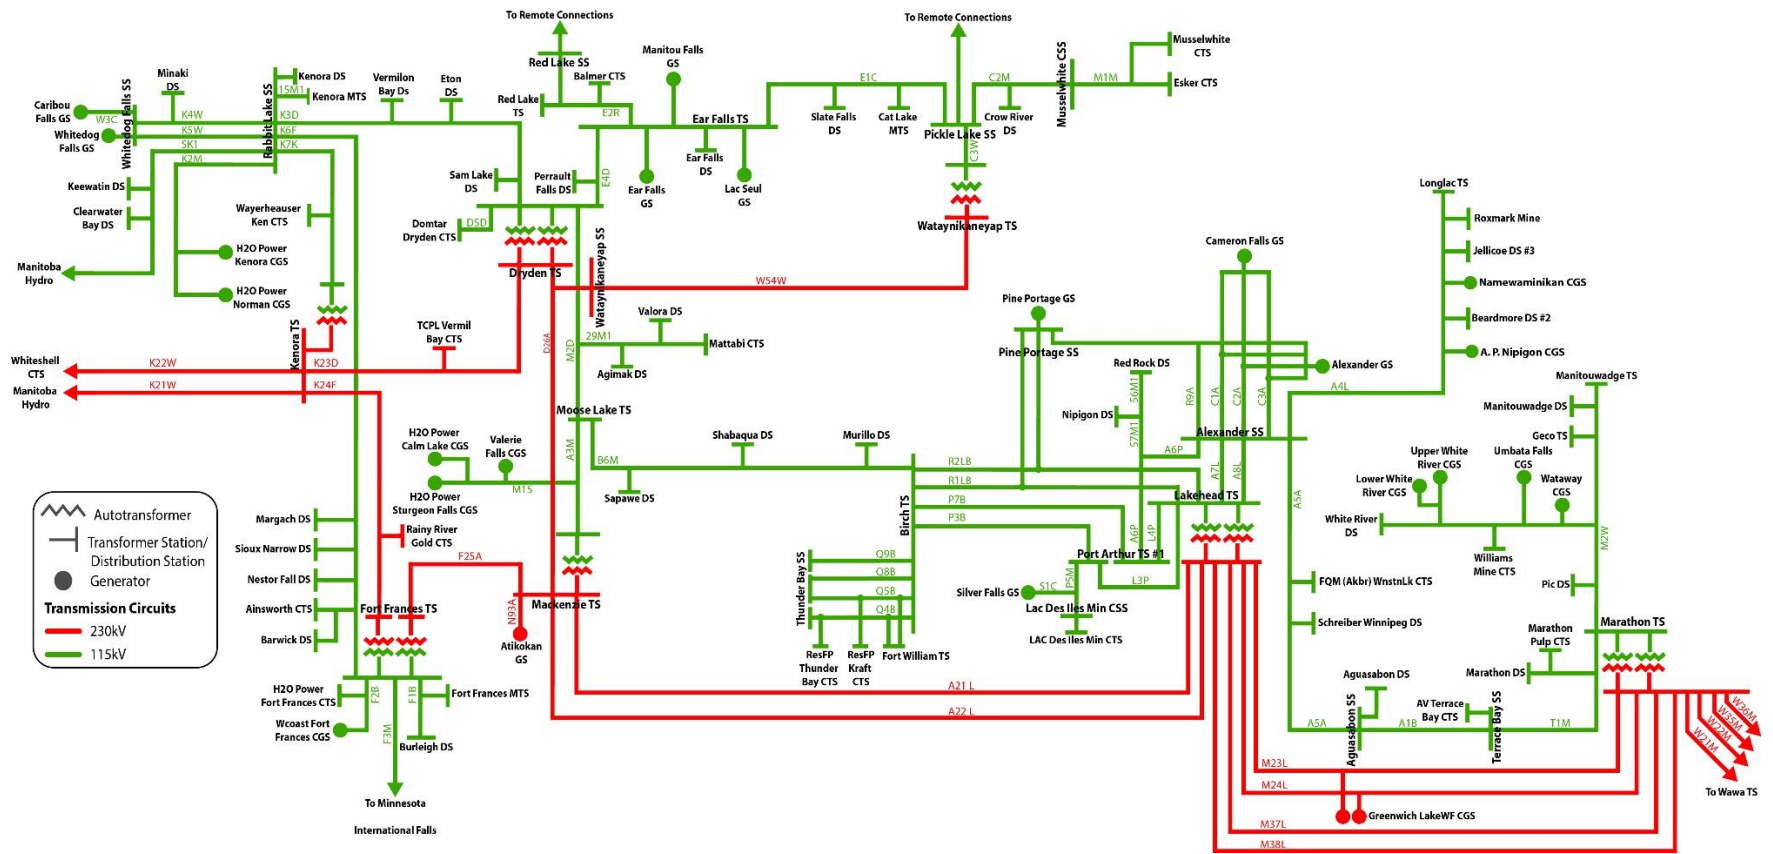 To Remote Connections
To Remote Connections
Red Lake SS
Manitou Falls
GS
Balmer CTS
Red Lake
TS
E2R
Ear Falls TS
Ear Falls
DS
Ear Falls
GS
Lac Seul
GS
Perrault
Falls DS
E4D
E1C
Slate Falls
DS
Cat Lake
MTS
Pickle Lake SS
C2M
Crow River
DS
Musselwhite CSS
M1M
Musselwhite
CTS
Esker CTS
C3W
Wataynikaneyap TS
Caribou
Falls GS
W3C
Whitedog
Falls GS
Whitedog Falls SS
Minaki
DS
K4W
K5W
SK1
K2M
Rabbit Lake SS
Kenora DS
15M1
Kenora MTS
K3D
K6F
K7K
Vermilon
Bay Ds
Eton
DS
Keewatin DS
Clearwater
Bay DS
Wayerheauser
Ken CTS
H2O Power
Kenora CGS
H2O Power
Norman CGS
Manitoba
Hydro
Sam Lake
DS
Domtar
Dryden CTS
D5D
Dryden TS
Wataynikaneyap SS
W54W
Kenora TS
Whiteshell
CTS
K22W
K23D
TCPL Vermil
Bay CTS
Manitoba
Hydro
K21W
K24F
D26A
M2D
29M1
Valora DS
Mattabi CTS
Agimak DS
Moose Lake TS
A3M
B6M
Shabaqua DS
Murillo DS
Sapawe DS
H2O Power
Calm Lake CGS
Valerie
Falls CGS
M15
H2O Power
Sturgeon Falls CGS
Rainy River
Gold CTS
F25A
N93A
Mackenzie TS
Atikokan
GS
Fort Frances TS
Margach DS
Sioux Narrow DS
Nestor Fall DS
Ainsworth CTS
Barwick DS
H2O Power
Fort Frances CTS
F2B
F1B
Fort Frances MTS
Wcoast Fort
Frances CGS
F3M
Burleigh DS
To Minnesota
International Falls
Autotransformer
Transformer Station/
Distribution Station
Generator
Transmission Circuits
230kV
115kV
Birch TS
R2LB
R1LB
P7B
P3B
Thunder Bay SS
Q9B
Q8B
Q5B
Q4B
ResFP
Thunder
Bay CTS
ResFP
Kraft
CTS
Fort William TS
A21 L
A22 L
Silver Falls GS
S1C
P5M
Port Arthur TS #1
Lac Des Iles Min CSS
LAC Des Iles Min CTS
L3P
A6P
L4P
Lakehead TS
Pine Portage GS
Pine Portage SS
Red Rock DS
56M1
Nipigon DS
57M1
A6P
R9A
C1A
C2A
C3A
Alexander SS
A7L
A8L
Cameron Falls GS
Alexander GS
A4L
Longlac TS
Roxmark Mine
Jellicoe DS #3
Namewaminikan CGS
Beardmore DS #2
A. P. Nipigon CGS
A5A
FQM (Akbr) WnstnLk CTS
Schreiber Winnipeg DS
Manitouwadge TS
Manitouwadge DS
Geco TS
Upper White
River CGS
Umbata Falls
CGS
Lower White
River CGS
Wataway
CGS
White River
DS
Williams
Mine CTS
M2W
Pic DS
Marathon TS
Marathon
Pulp CTS
Marathon DS
Aguasabon DS
Aguasabon SS
A5A
A1B
AV Terrace
Bay CTS
Terrace Bay SS
T1M
W36M
W35M
W22M
W21M
To Wawa TS
M23L
M24L
Greenwich LakeWF CGS
M37L
M38L